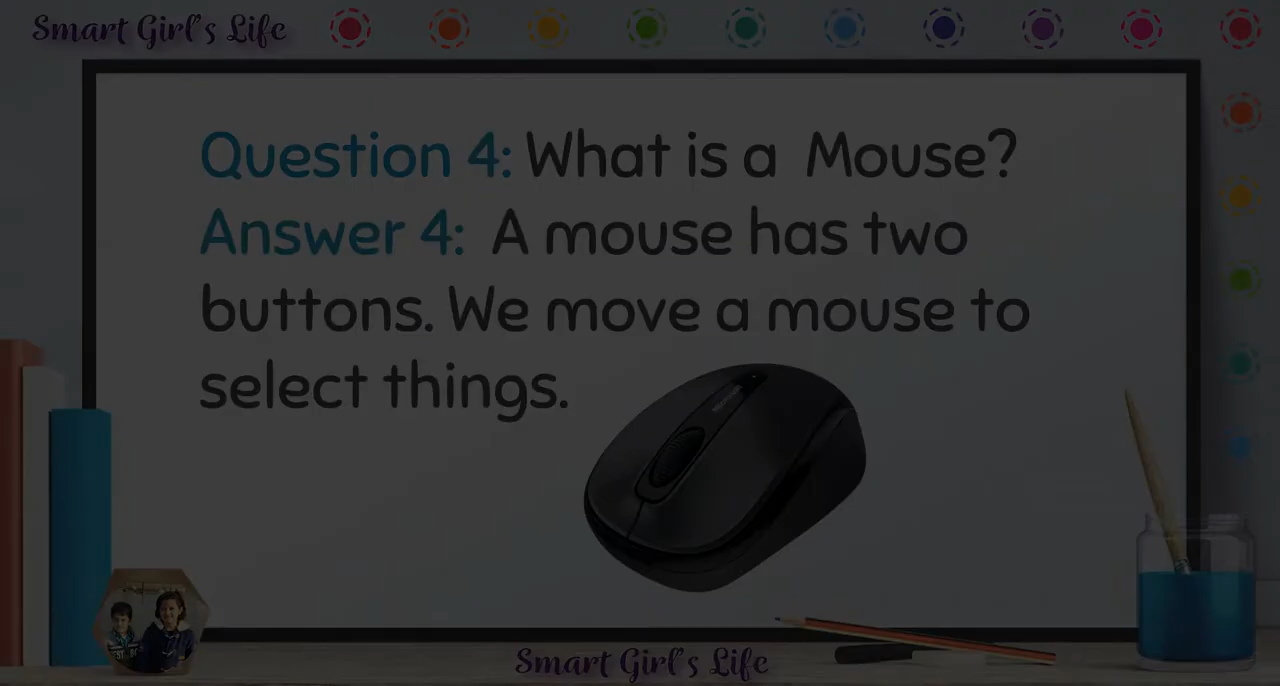 Smart Girl's Life
Question 4: What is a Mouse?
Answer 4: A mouse has two
buttons. We move a mouse to
select things.
Microsoft
Smart Girl's Life